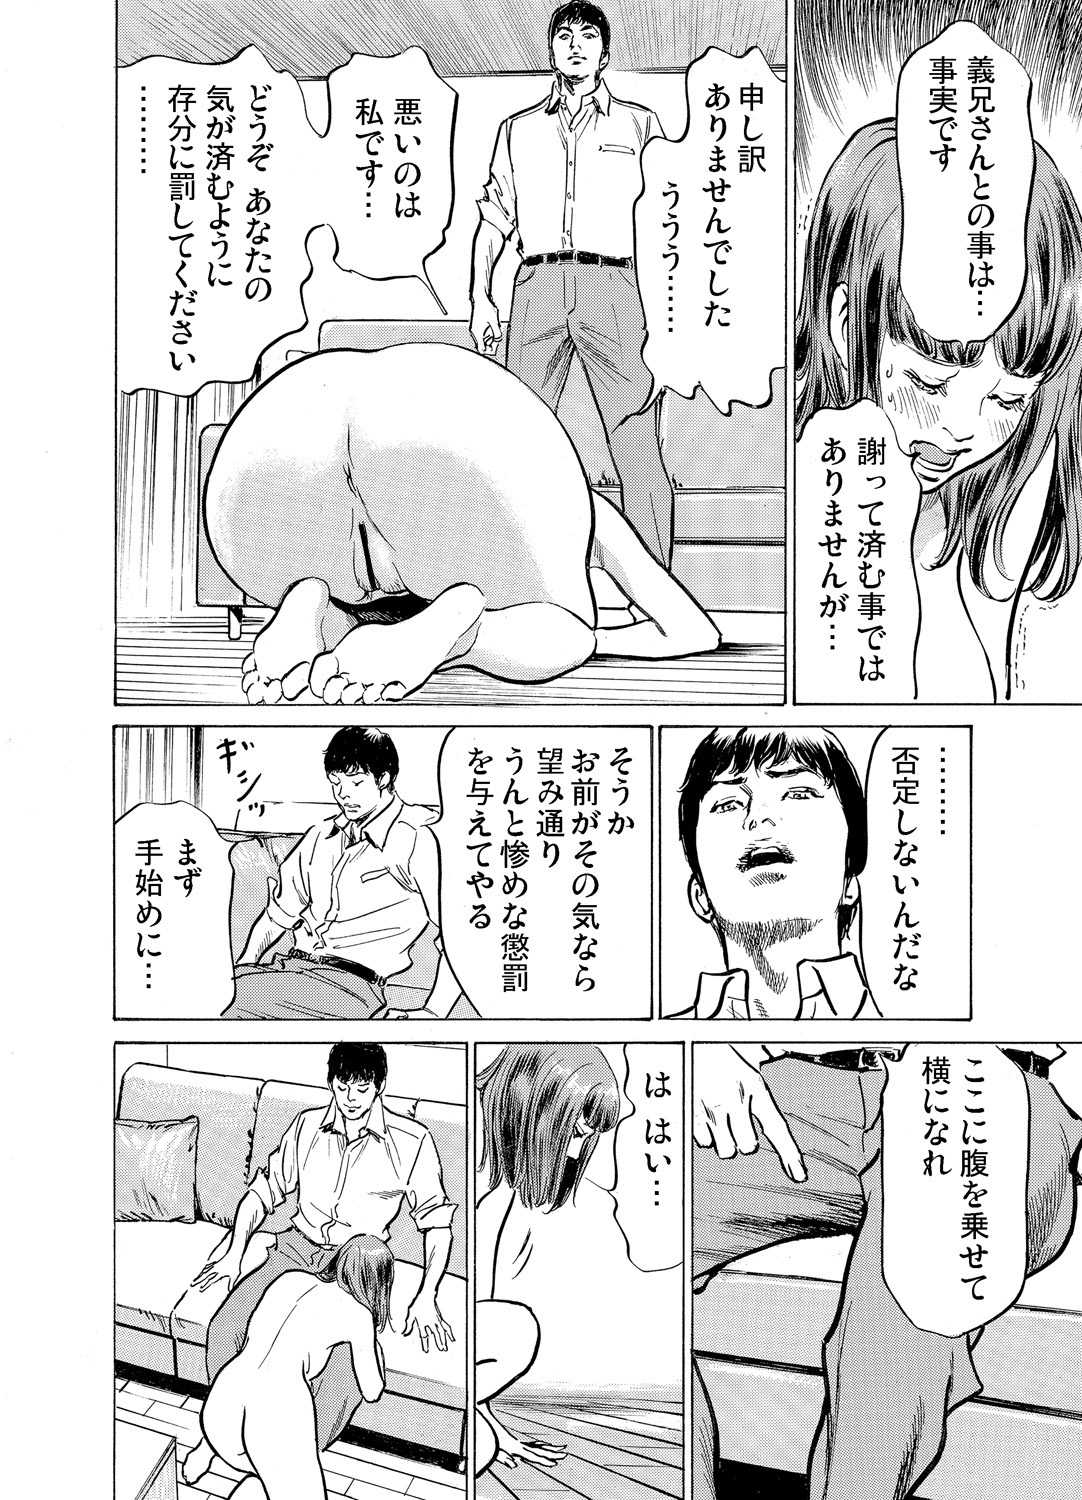 義兄さんとの事は…
事実です
謝って済む事では
ありませんが…
申し訳
ありませんでした
ううう……
悪いのは
私です…
どうぞ あなたの
気が済むように
存分に罰してください
………
………
否定しないんだな
そうか
お前がその気なら
望み通り
うんと惨めな懲罰
を与えてやる
ギシッ
まず
手始めに…
ここに腹を乗せて
横になれ
は はい…